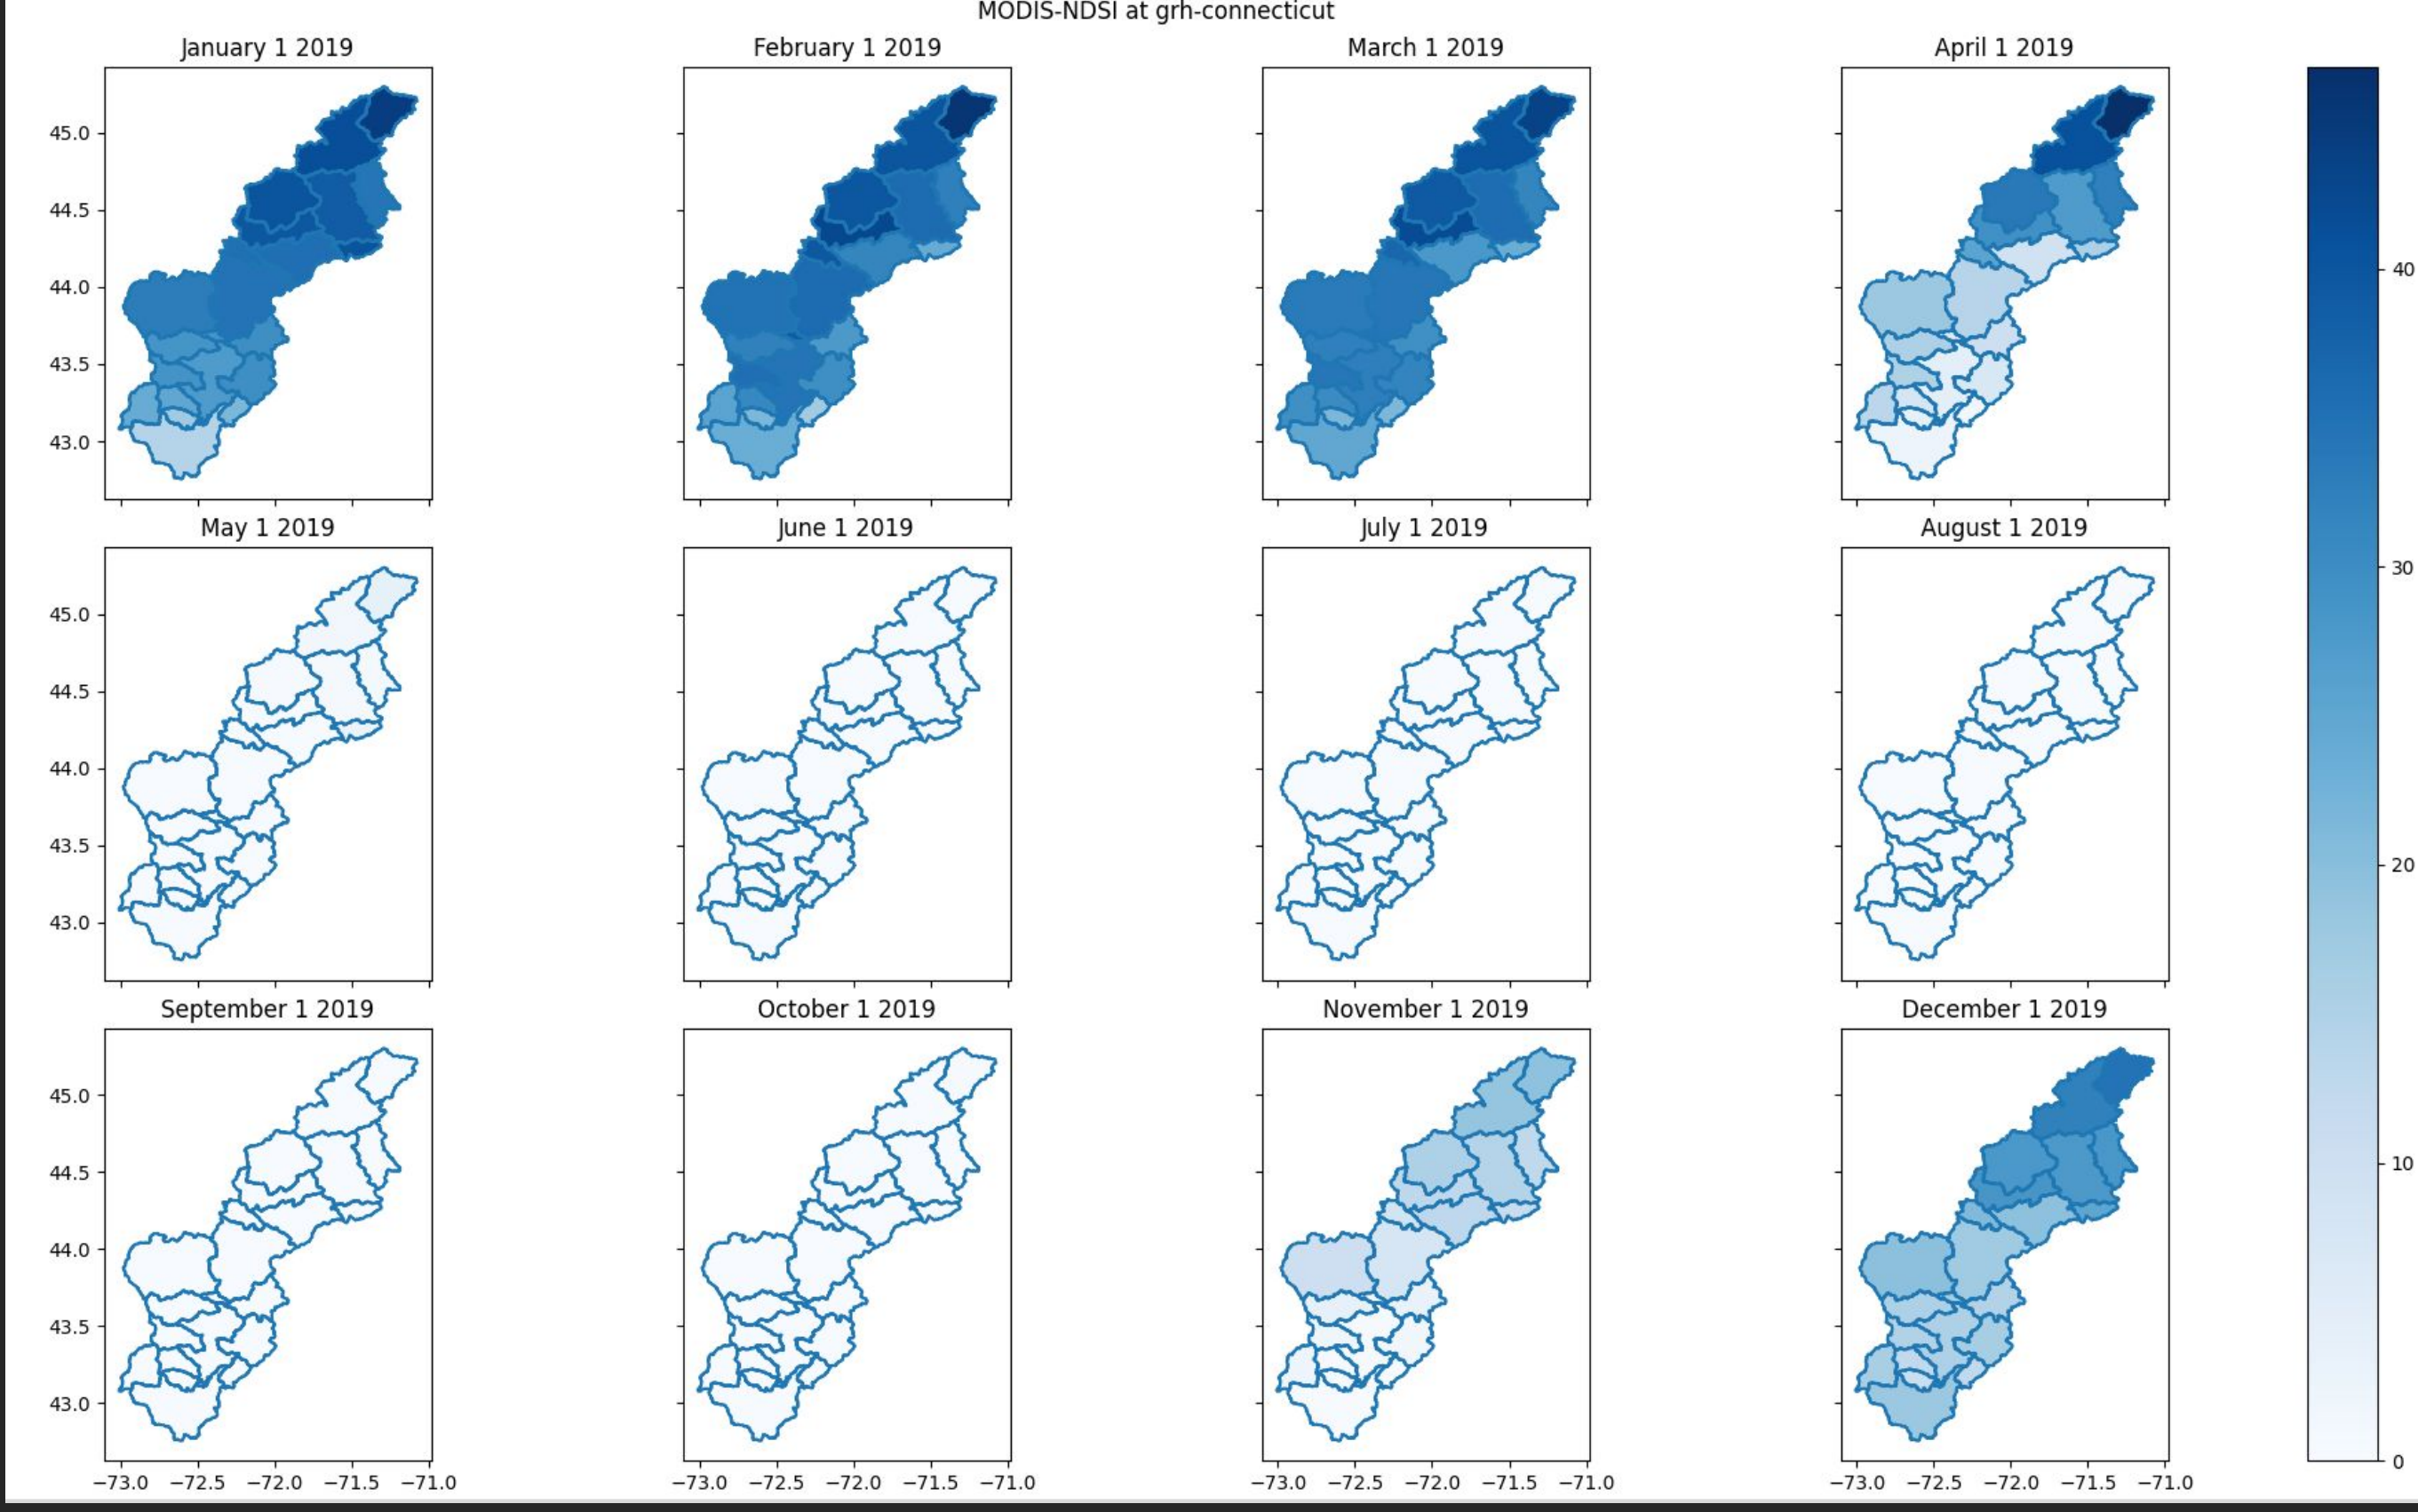 MODIS-NDSI at grh-connecticut
January 1 2019
February 1 2019
March 1 2019
April 1 2019
45.0
44.5
44.0
43.5
43.0
May 1 2019
June 1 2019
July 1 2019
August 1 2019
45.0
44.5
44.0
43.5
43.0
September 1 2019
October 1 2019
November 1 2019
December 1 2019
45.0
44.5
44.0
43.5
43.0
−73.0 −72.5 −72.0 −71.5 −71.0
−73.0 −72.5 −72.0 −71.5 −71.0
−73.0 −72.5 −72.0 −71.5 −71.0
−73.0 −72.5 −72.0 −71.5 −71.0
40
30
20
10
0